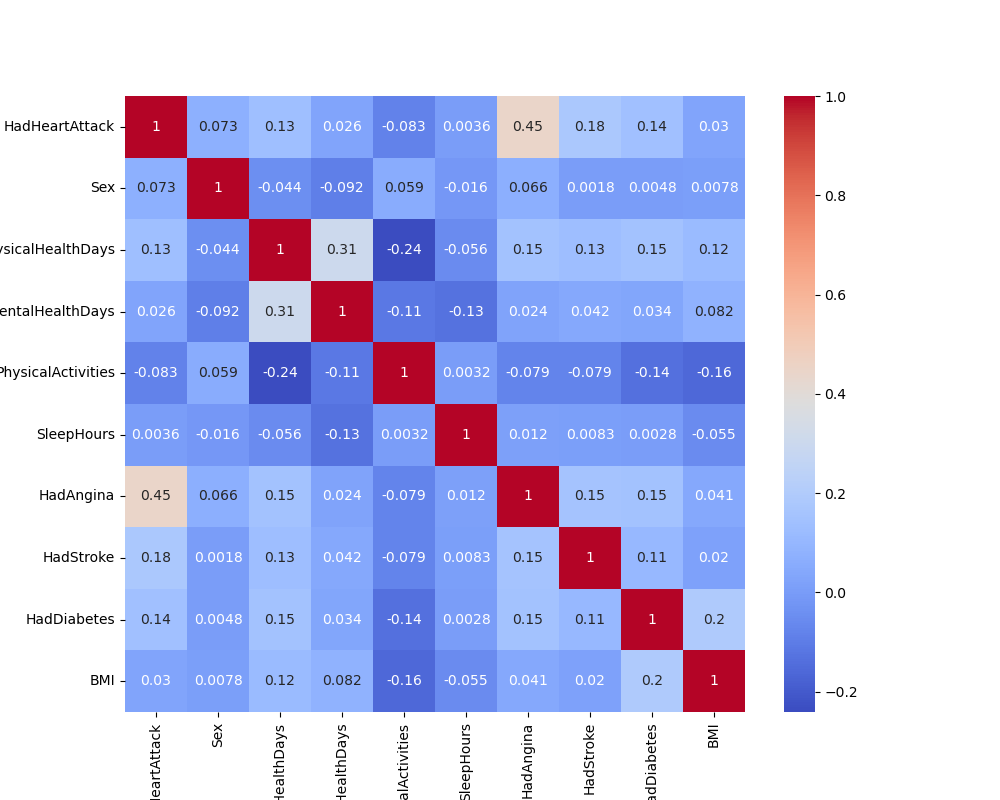 1.0
HadHeartAttack 1 0.073 0.13 0.026 -0.083 0.0036 0.45 0.18 0.14 0.03
0.8
Sex 0.073 1 -0.044 -0.092 0.059 -0.016 0.066 0.0018 0.0048 0.0078
ysicalHealthDays 0.13 -0.044 1 0.31 -0.24 -0.056 0.15 0.13 0.15 0.12
0.6
entalHealthDays 0.026 -0.092 0.31 1 -0.11 -0.13 0.024 0.042 0.034 0.082
PhysicalActivities -0.083 0.059 -0.24 -0.11 1 0.0032 -0.079 -0.079 -0.14 -0.16
0.4
SleepHours 0.0036 -0.016 -0.056 -0.13 0.0032 1 0.012 0.0083 0.0028 -0.055
0.2
HadAngina 0.45 0.066 0.15 0.024 -0.079 0.012 1 0.15 0.15 0.041
HadStroke 0.18 0.0018 0.13 0.042 -0.079 0.0083 0.15 1 0.11 0.02
0.0
HadDiabetes 0.14 0.0048 0.15 0.034 -0.14 0.0028 0.15 0.11 1 0.2
BMI 0.03 0.0078 0.12 0.082 -0.16 -0.055 0.041 0.02 0.2 1
−0.2
HeartAttack
Sex
HealthDays
HealthDays
alActivities
SleepHours
HadAngina
HadStroke
adDiabetes
BMI